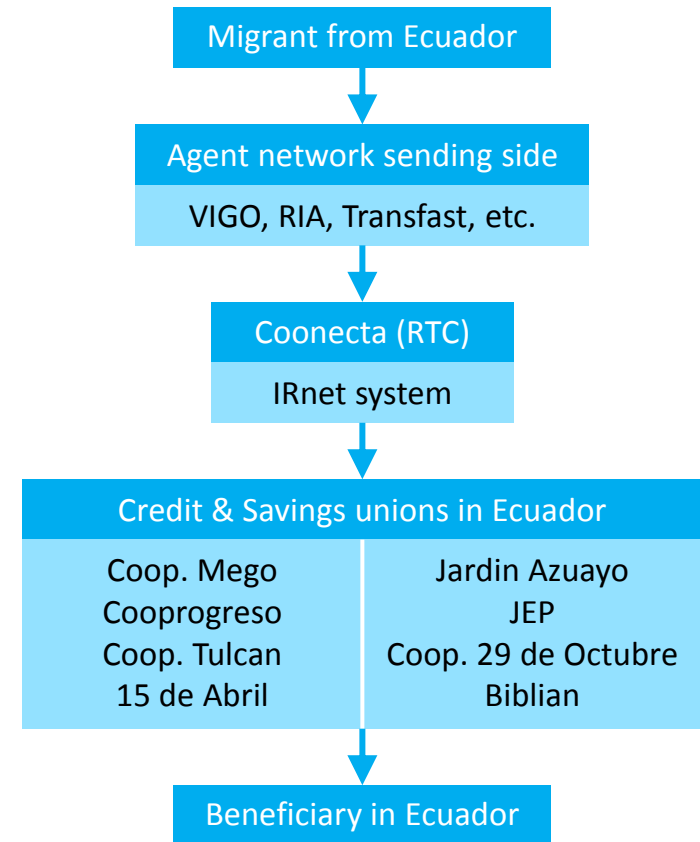 Migrant from Ecuador
Agent network sending side
VIGO, RIA, Transfast, etc.
Coonecta (RTC)
IRnet system
Credit & Savings unions in Ecuador
Coop. Mego
Cooprogreso
Coop. Tulcan
15 de Abril
Jardin Azuayo
JEP
Coop. 29 de Octubre
Biblian
Beneficiary in Ecuador